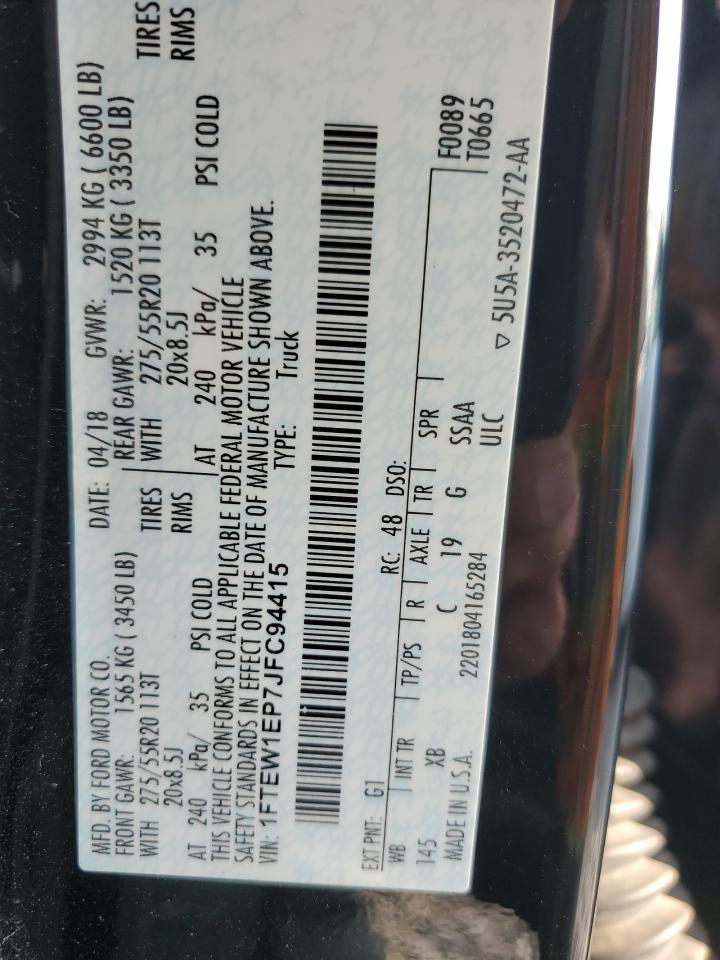 MFD. BY FORD MOTOR CO. DATE: 04/18 GVWR: 2994 KG ( 6600 LB)
FRONT GAWR: 1565 KG ( 3450 LB) REAR GAWR: 1520 KG ( 3350 LB)
WITH 275/55R20 113T TIRES WITH 275/55R20 113T TIRES
20x8.5J RIMS 20x8.5J RIMS
AT 240 kPa/ 35 PSI COLD AT 240 kPa/ 35 PSI COLD
THIS VEHICLE CONFORMS TO ALL APPLICABLE FEDERAL MOTOR VEHICLE
SAFETY STANDARDS IN EFFECT ON THE DATE OF MANUFACTURE SHOWN ABOVE.
VIN: 1FTEW1EP7JFC94415 TYPE: Truck
EXT PNT: G1 RC: 48 DSO: F0089
WB INT TR TP/PS R AXLE TR SPR T0665
145 XB C 19 G SSAA
MADE IN U.S.A. 2201804165284 ULC ▽ 5U5A-3520472-AA